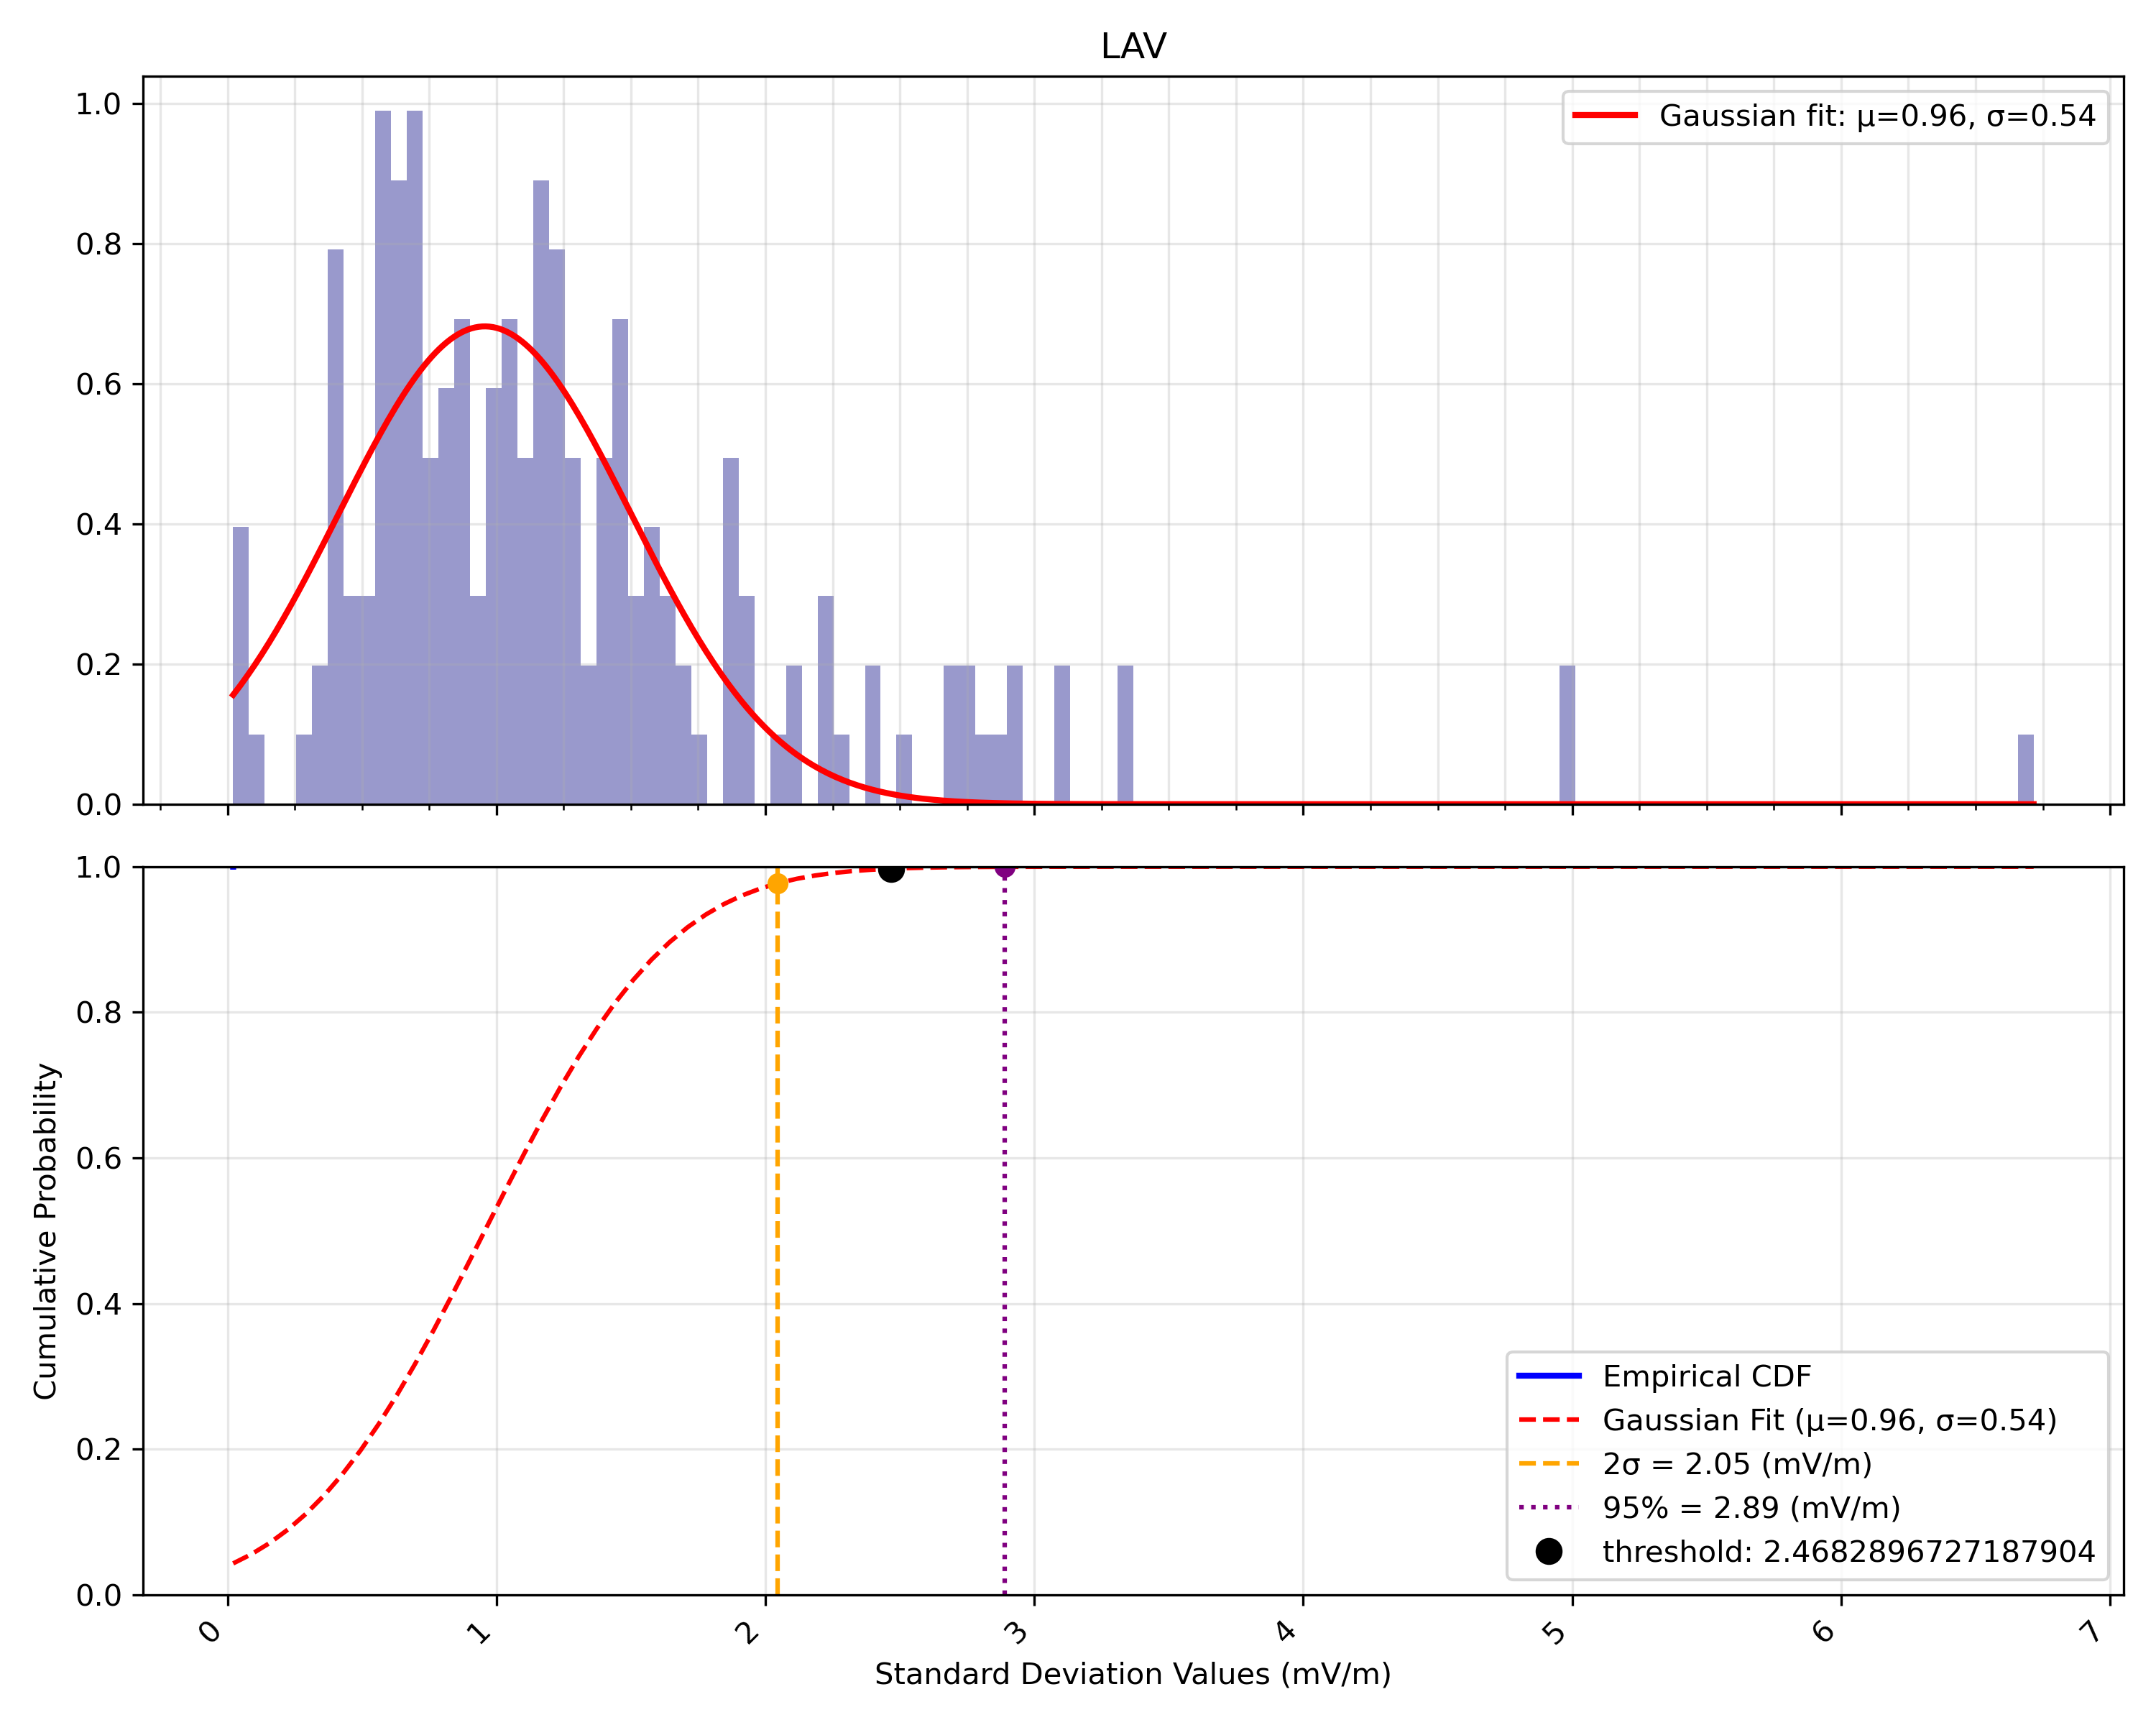 LAV
1.0
0.8
0.6
0.4
0.2
0.0
Gaussian fit: μ=0.96, σ=0.54
1.0
0.8
0.6
0.4
0.2
0.0
Cumulative Probability
Empirical CDF
Gaussian Fit (μ=0.96, σ=0.54)
2σ = 2.05 (mV/m)
95% = 2.89 (mV/m)
threshold: 2.4682896727187904
0 1 2 3 4 5 6 7
Standard Deviation Values (mV/m)